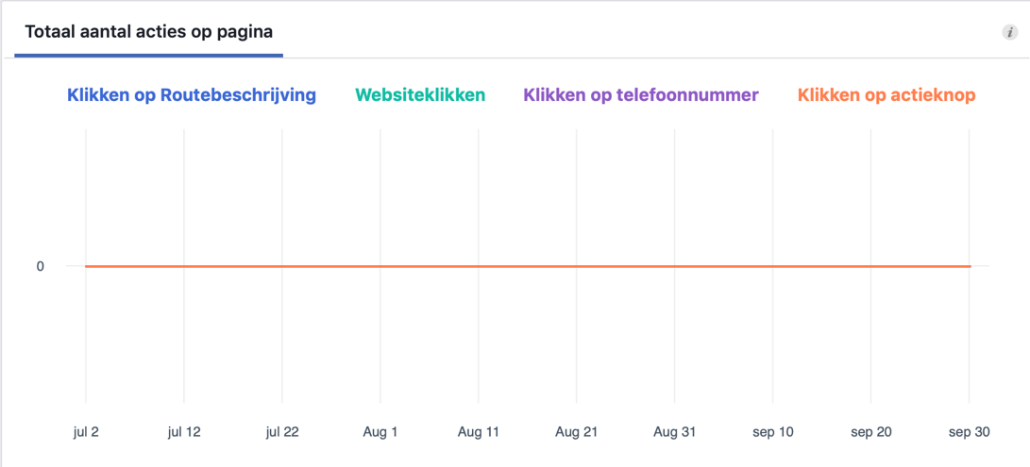 Totaal aantal acties op pagina
i
Klikken op Routebeschrijving Websiteklikken Klikken op telefoonnummer Klikken op actieknop
0
jul 2 jul 12 jul 22 Aug 1 Aug 11 Aug 21 Aug 31 sep 10 sep 20 sep 30